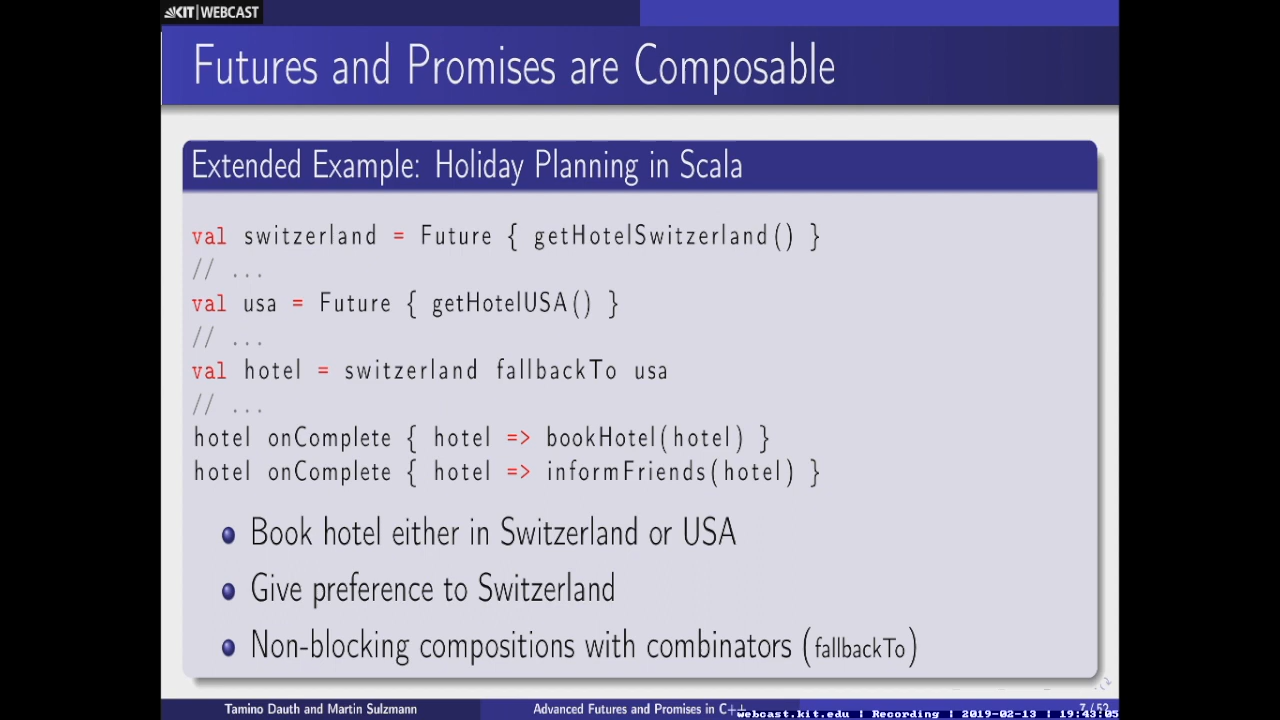 KIT | WEBCAST
Futures and Promises are Composable
Extended Example: Holiday Planning in Scala
val switzerland = Future { getHotelSwitzerland() }
// ...
val usa = Future { getHotelUSA() }
// ...
val hotel = switzerland fallbackTo usa
// ...
hotel onComplete { hotel => bookHotel(hotel) }
hotel onComplete { hotel => informFriends(hotel) }
Book hotel either in Switzerland or USA
Give preference to Switzerland
Non-blocking compositions with combinators (fallbackTo)
Tamino Dauth and Martin Sulzmann Advanced Futures and Promises in C++ 7 / 52
webcast.kit.edu | Recording | 2019-02-13 | 19:43:05